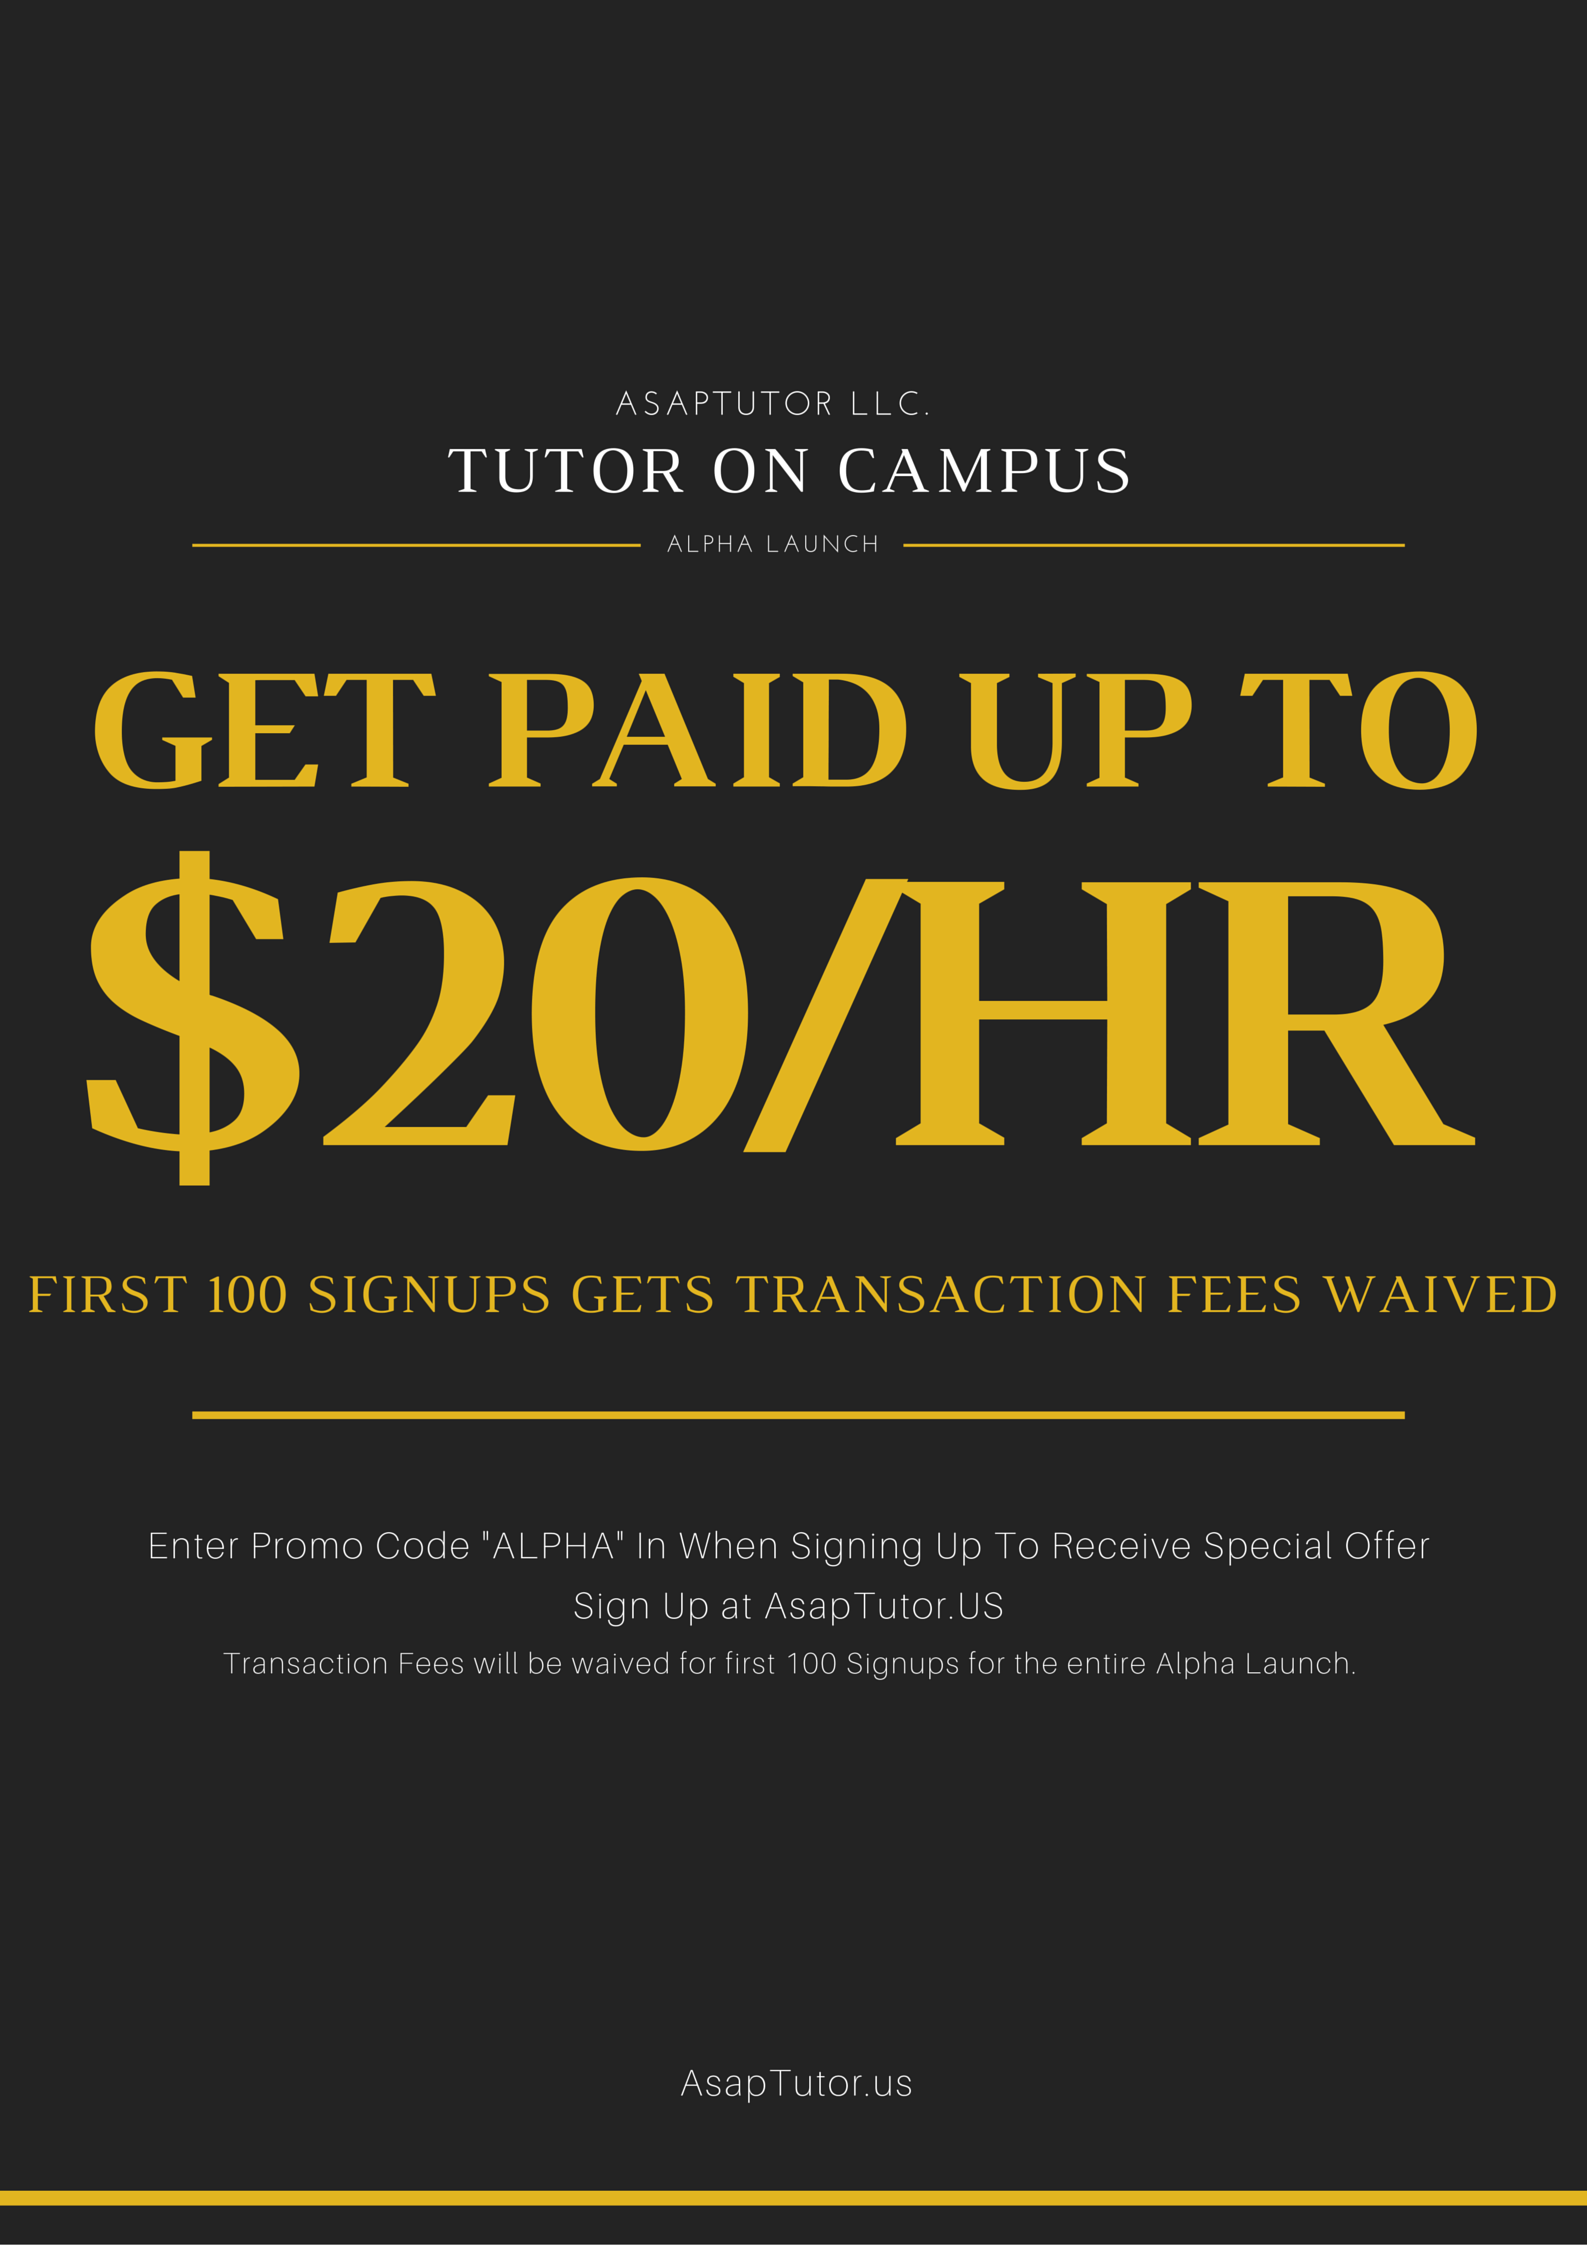 ASAPTUTOR LLC.
TUTOR ON CAMPUS
ALPHA LAUNCH
GET PAID UP TO
$20/HR
FIRST 100 SIGNUPS GETS TRANSACTION FEES WAIVED
Enter Promo Code "ALPHA" In When Signing Up To Receive Special Offer
Sign Up at AsapTutor.US
Transaction Fees will be waived for first 100 Signups for the entire Alpha Launch.
AsapTutor.us